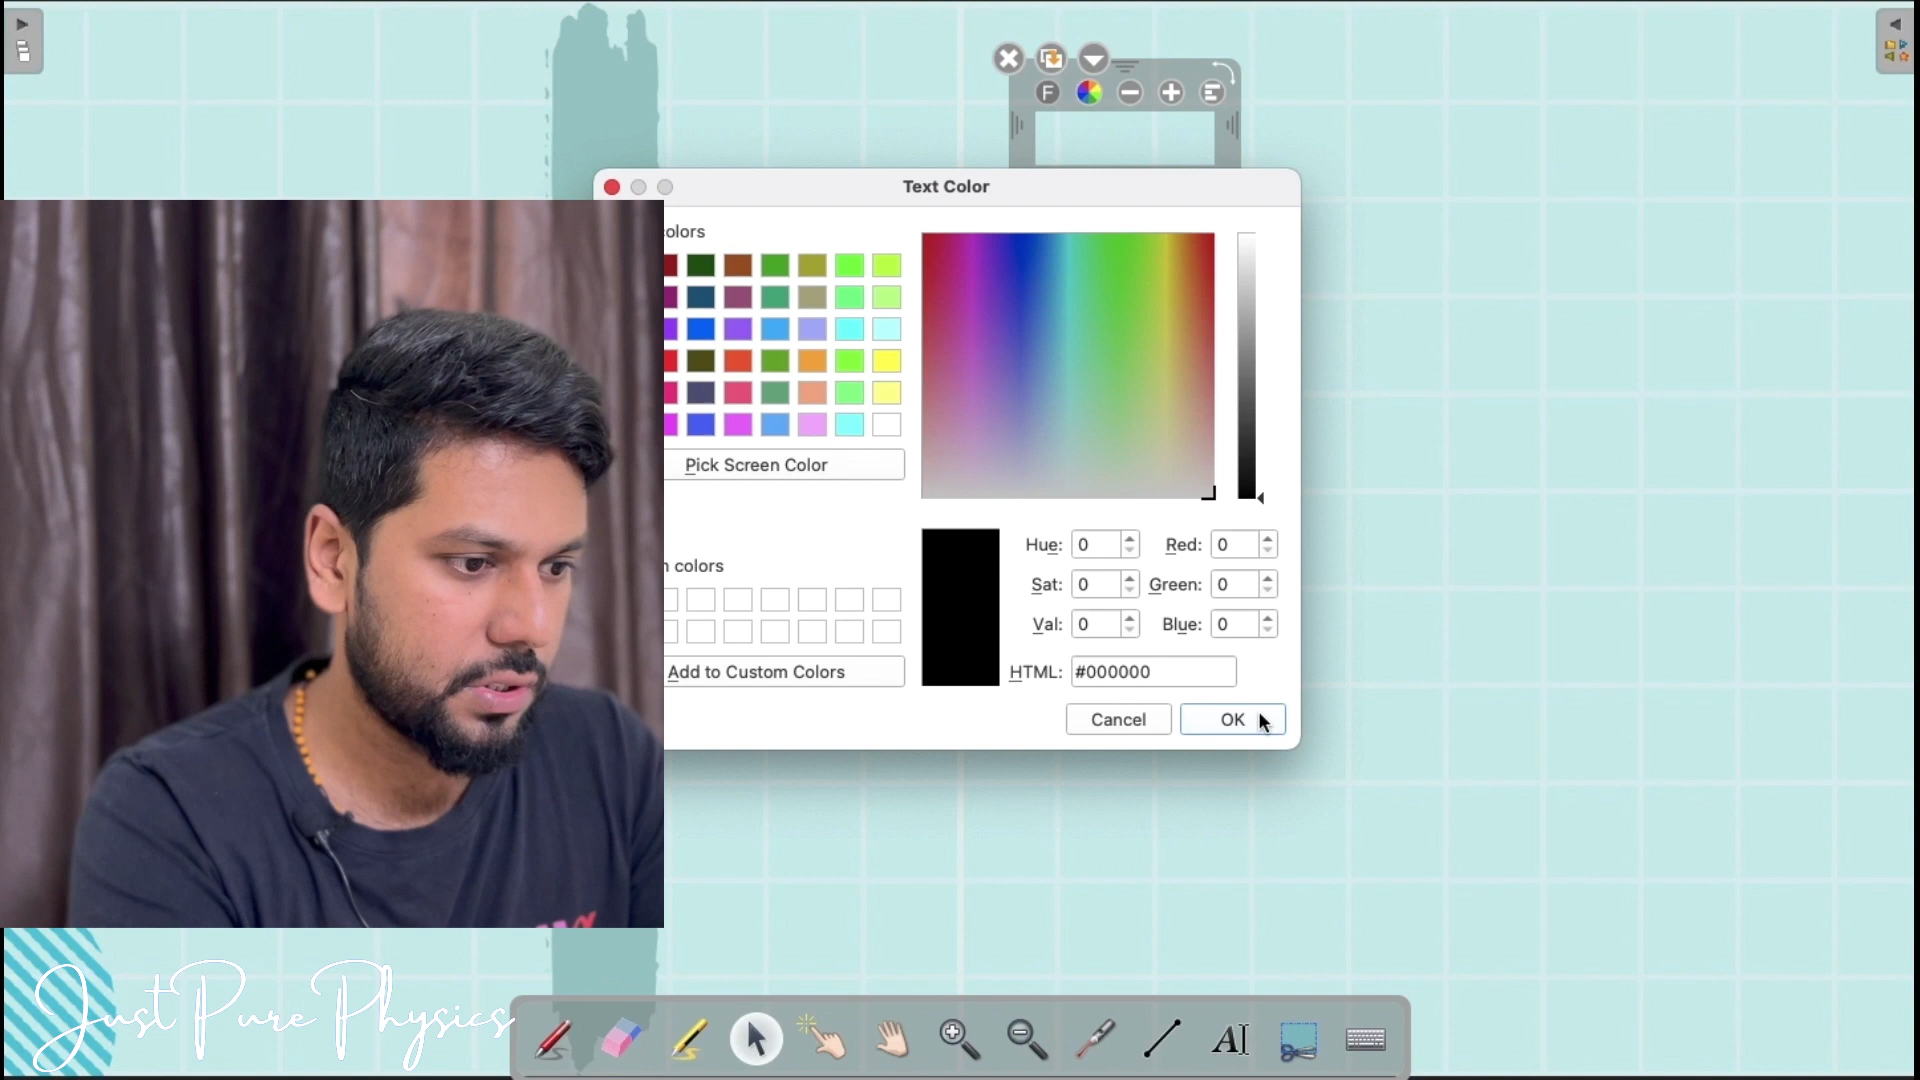 F
Text Color
olors
Pick Screen Color
n colors
Add to Custom Colors
Hue: 0 Red: 0
Sat: 0 Green: 0
Val: 0 Blue: 0
HTML: #000000
Cancel OK
Just Pure Physics
AI